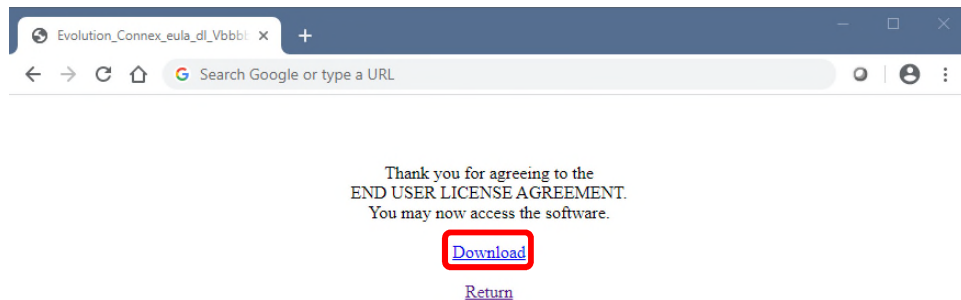 Evolution_Connex_eula_dl_Vbbb
Search Google or type a URL
Thank you for agreeing to the
END USER LICENSE AGREEMENT.
You may now access the software.
Download
Return